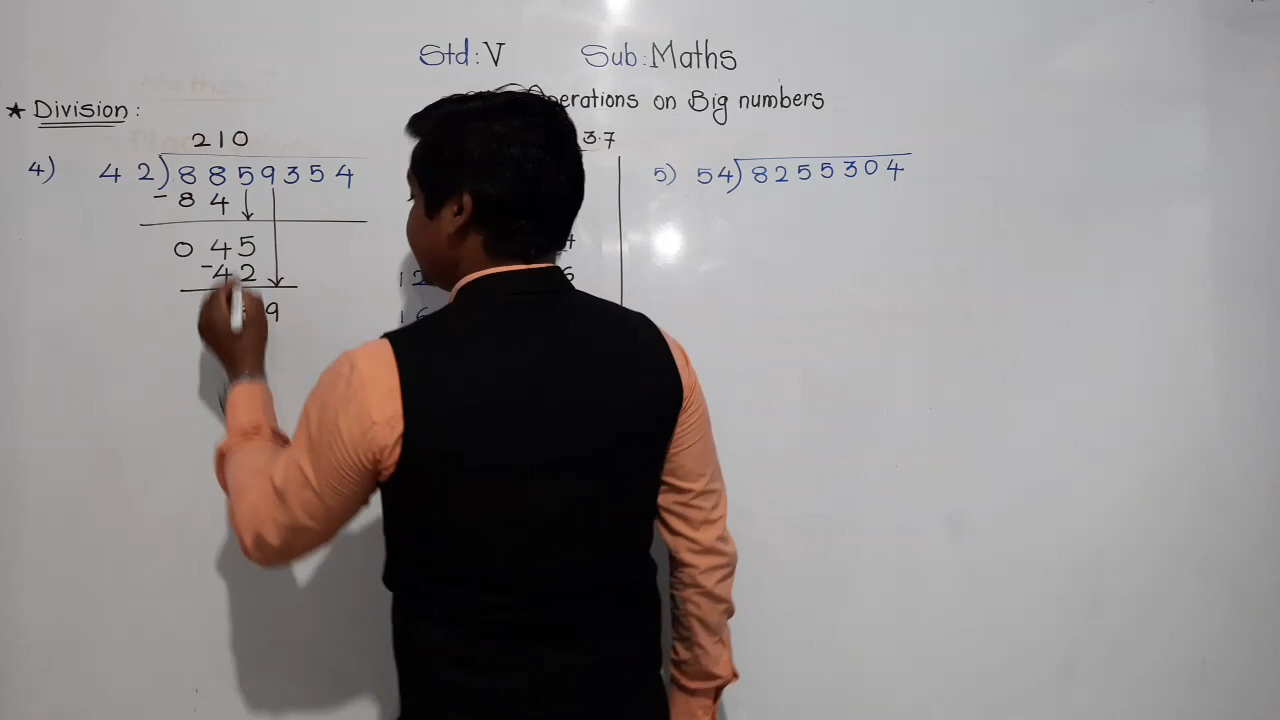 Std: V Sub: Maths
★ Division: Operations on Big numbers
210 3.7
4) 42)8859354 5) 54)8255304
- 84
045
-42
9